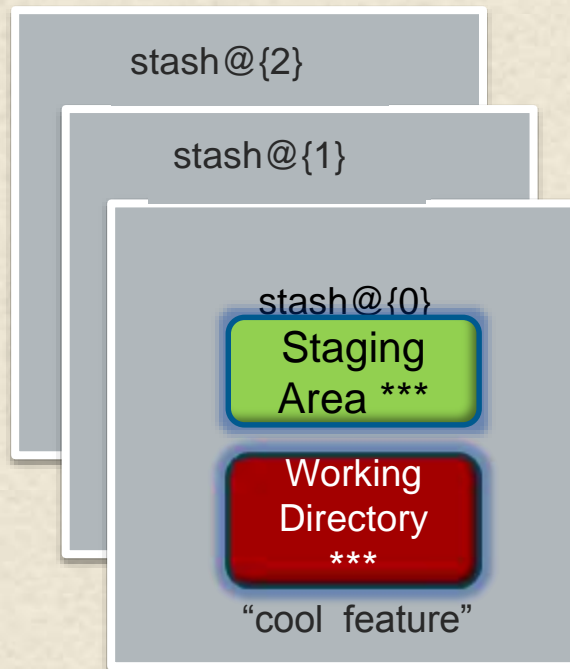 stash@{2}
stash@{1}
stash@{0}
Staging
Area ***
Working
Directory
***
“cool feature”